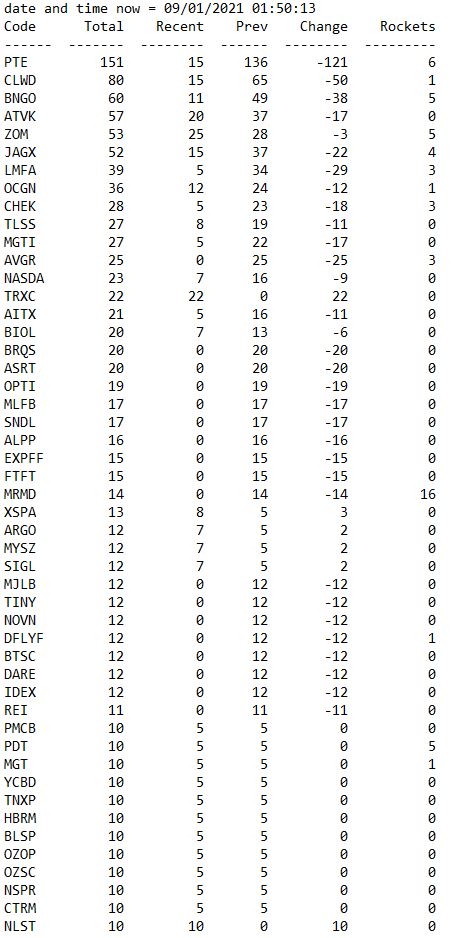 date and time now = 09/01/2021 01:50:13
Code Total Recent Prev Change Rockets
------ ------- -------- ------ -------- ---------
PTE 151 15 136 -121 6
CLWD 80 15 65 -50 1
BNGO 60 11 49 -38 5
ATVK 57 20 37 -17 0
ZOM 53 25 28 -3 5
JAGX 52 15 37 -22 4
LMFA 39 5 34 -29 3
OCGN 36 12 24 -12 1
CHEK 28 5 23 -18 3
TLSS 27 8 19 -11 0
MGTI 27 5 22 -17 0
AVGR 25 0 25 -25 3
NASDA 23 7 16 -9 0
TRXC 22 22 0 22 0
AITX 21 5 16 -11 0
BIOL 20 7 13 -6 0
BRQS 20 0 20 -20 0
ASRT 20 0 20 -20 0
OPTI 19 0 19 -19 0
MLFB 17 0 17 -17 0
SNDL 17 0 17 -17 0
ALPP 16 0 16 -16 0
EXPFF 15 0 15 -15 0
FTFT 15 0 15 -15 0
MRMD 14 0 14 -14 16
XSPA 13 8 5 3 0
ARGO 12 7 5 2 0
MYSZ 12 7 5 2 0
SIGL 12 7 5 2 0
MJLB 12 0 12 -12 0
TINY 12 0 12 -12 0
NOVN 12 0 12 -12 0
DFLYF 12 0 12 -12 1
BTSC 12 0 12 -12 0
DARE 12 0 12 -12 0
IDEX 12 0 12 -12 0
REI 11 0 11 -11 0
PMCB 10 5 5 0 0
PDT 10 5 5 0 5
MGT 10 5 5 0 1
YCBD 10 5 5 0 0
TNXP 10 5 5 0 0
HBRM 10 5 5 0 0
BLSP 10 5 5 0 0
OZOP 10 5 5 0 0
OZSC 10 5 5 0 0
NSPR 10 5 5 0 0
CTRM 10 5 5 0 0
NLST 10 10 0 10 0